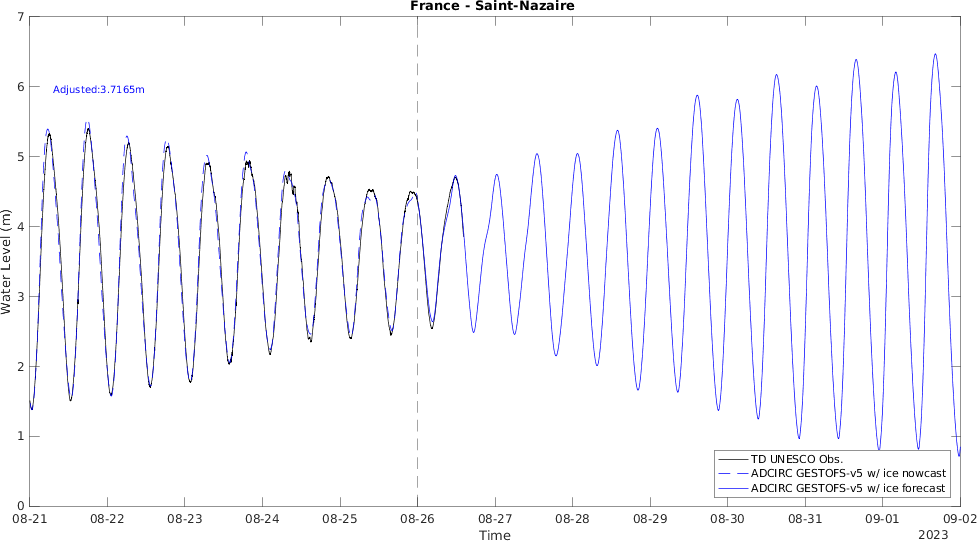 France - Saint-Nazaire
7
6
5
4
3
2
1
0
Water Level (m)
Adjusted:3.7165m
TD UNESCO Obs.
ADCIRC GESTOFS-v5 w/ ice nowcast
ADCIRC GESTOFS-v5 w/ ice forecast
08-21 08-22 08-23 08-24 08-25 08-26 08-27 08-28 08-29 08-30 08-31 09-01 09-02
Time
2023